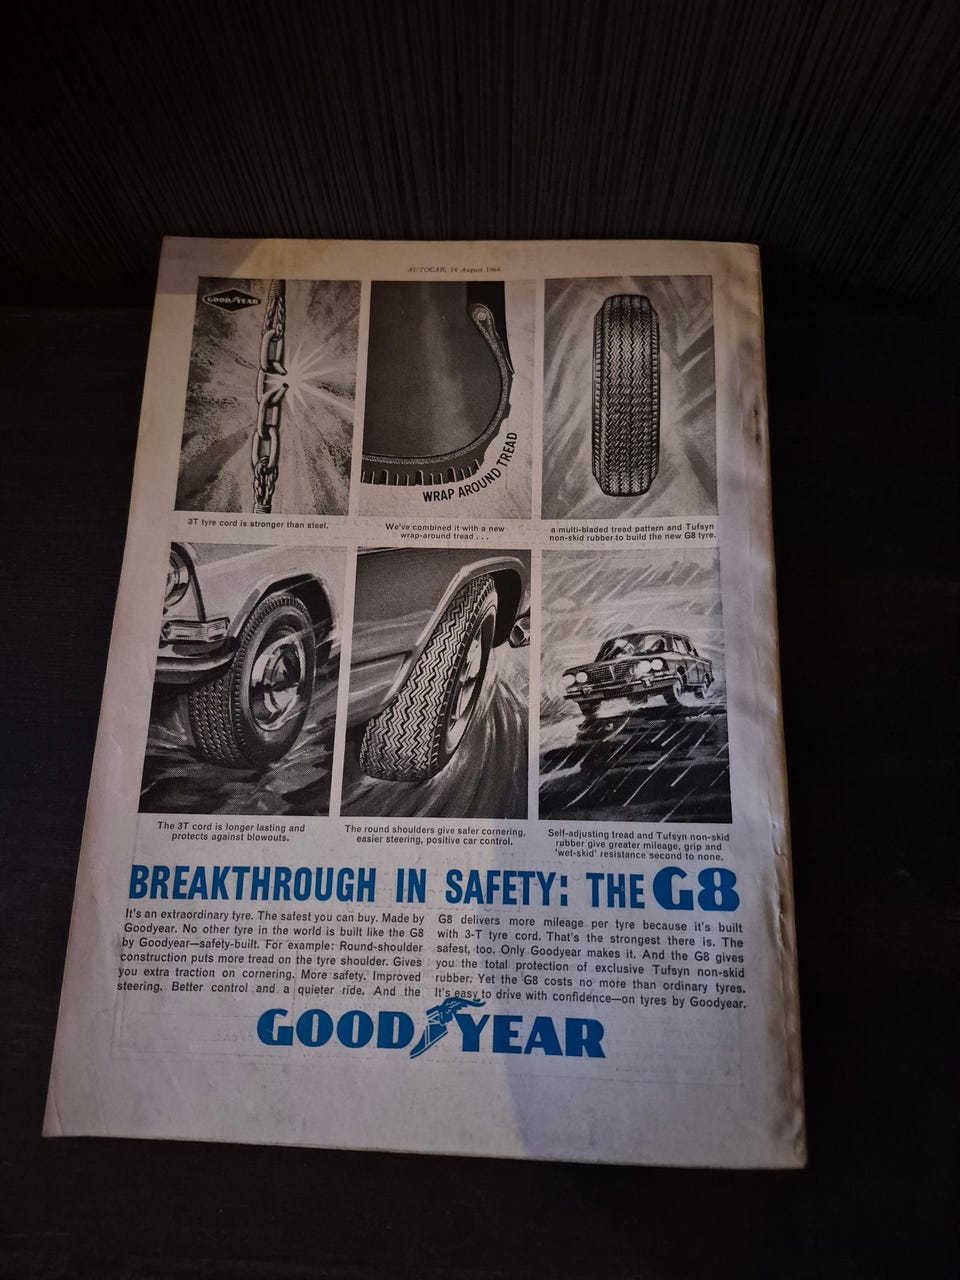 AUTOCAR, 14 August 1964
GOODYEAR
WRAP AROUND TREAD
3T tyre cord is stronger than steel.
We've combined it with a new
wrap-around tread . . .
a multi-bladed tread pattern and Tufsyn
non-skid rubber to build the new G8 tyre.
The 3T cord is longer lasting and
protects against blowouts.
The round shoulders give safer cornering,
easier steering, positive car control.
Self-adjusting tread and Tufsyn non-skid
rubber give greater mileage, grip and
'wet-skid' resistance second to none.
BREAKTHROUGH IN SAFETY: THE G8
It's an extraordinary tyre. The safest you can buy. Made by
Goodyear. No other tyre in the world is built like the G8
by Goodyear—safety-built. For example: Round-shoulder
construction puts more tread on the tyre shoulder. Gives
you extra traction on cornering. More safety. Improved
steering. Better control and a quieter ride. And the
G8 delivers more mileage per tyre because it's built
with 3-T tyre cord. That's the strongest there is. The
safest, too. Only Goodyear makes it. And the G8 gives
you the total protection of exclusive Tufsyn non-skid
rubber. Yet the G8 costs no more than ordinary tyres.
It's easy to drive with confidence—on tyres by Goodyear.
GOODYEAR